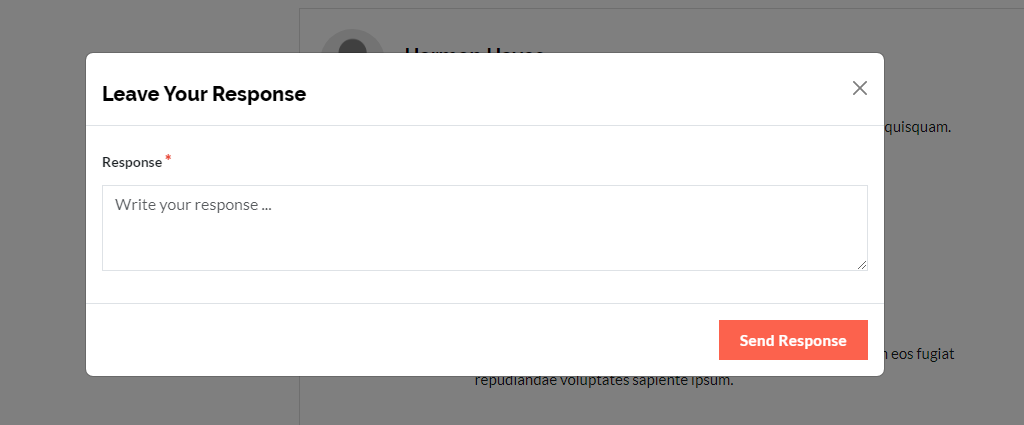 Leave Your Response
quisquam.
Response *
Write your response ...
Send Response
eos fugiat
repudiandae voluptates sapiente ipsum.